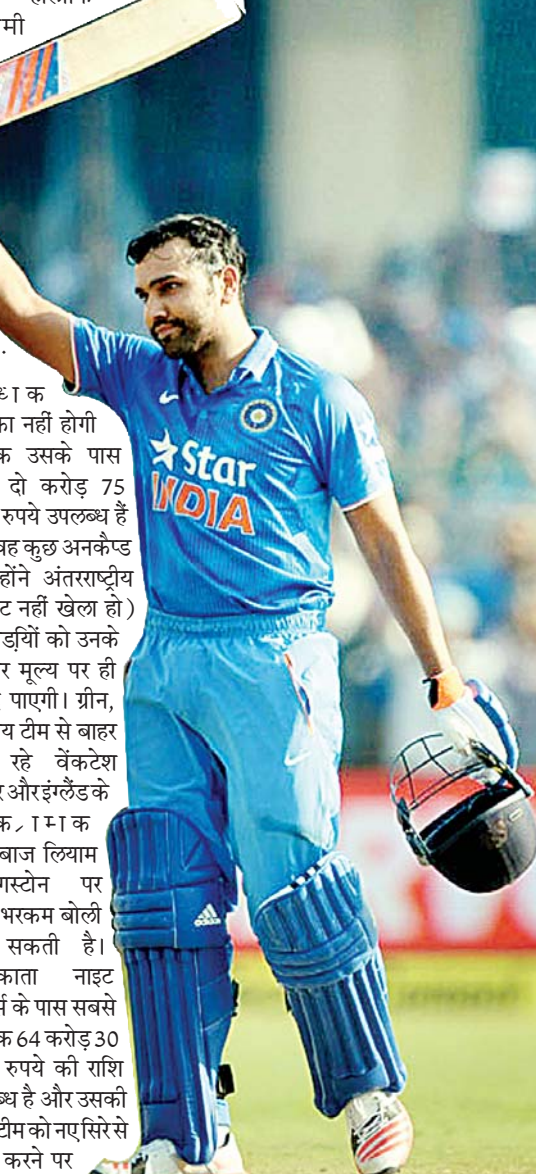 मी
क
का नहीं होगी
क उसके पास
दो करोड़ 75
रुपये उपलब्ध हैं
वह कुछ अनकैप्ड
होंने अंतरराष्ट्रीय
ट नहीं खेला हो)
ड़ियों को उनके
र मूल्य पर ही
पाएगी। ग्रीन,
य टीम से बाहर
रहे वेंकटेश
र और इंग्लैंड के
बाज लियाम
गस्टोन पर
भरकम बोली
सकती है।
काता नाइट
र्स के पास सबसे
क 64 करोड़ 30
रुपये की राशि
ब्ध है और उसकी
टीम को नए सिरे से
करने पर
Star
INDIA
adidas